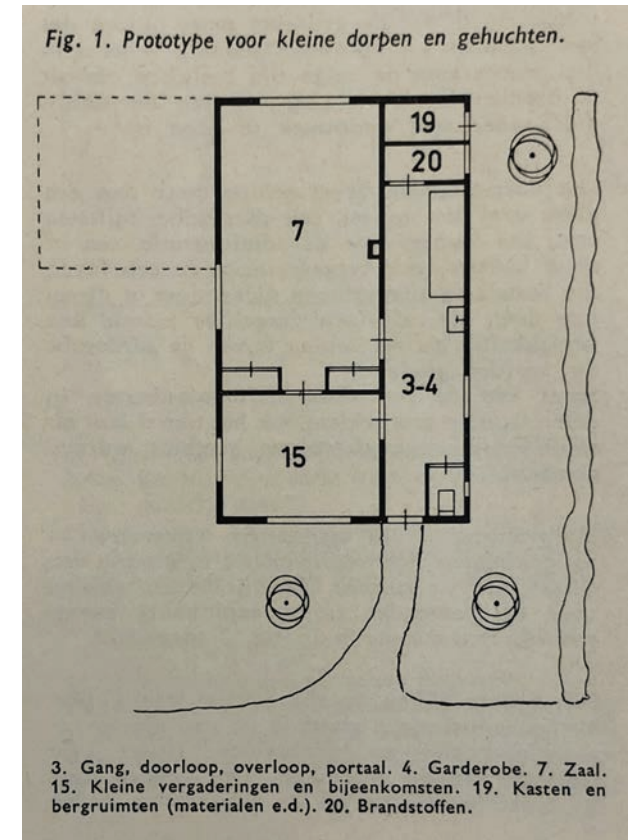 Fig. 1. Prototype voor kleine dorpen en gehuchten.
19
20
7
3-4
15
3. Gang, doorloop, overloop, portaal. 4. Garderobe. 7. Zaal.
15. Kleine vergaderingen en bijeenkomsten. 19. Kasten en
bergruimten (materialen e.d.). 20. Brandstoffen.